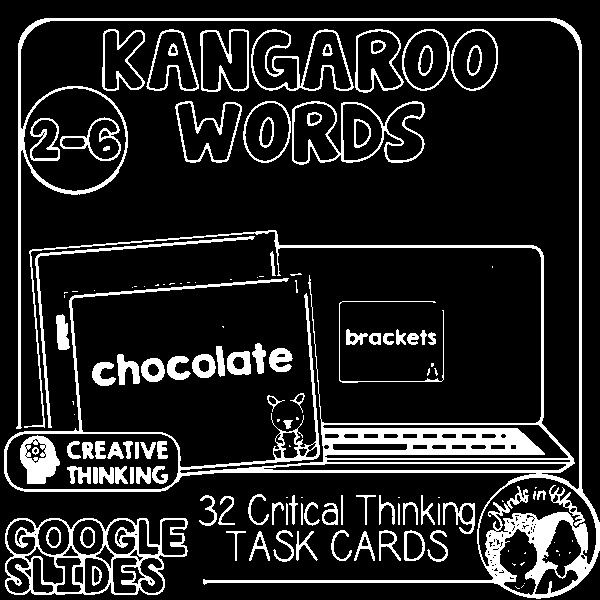 KANGAROO
WORDS
2-6
chocolate
brackets
CREATIVE
THINKING
32 Critical Thinking
TASK CARDS
GOOGLE
SLIDES
Minds in Bloom